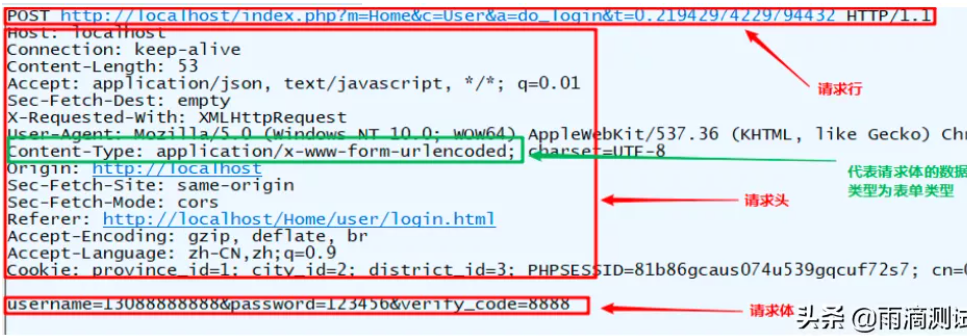 POST http://localhost/index.php?m=Home&c=User&a=do_login&t=0.21942974229794432 HTTP/1.1
请求行
Host: localhost
Connection: keep-alive
Content-Length: 53
Accept: application/json, text/javascript, */*; q=0.01
Sec-Fetch-Dest: empty
X-Requested-With: XMLHttpRequest
User-Agent: Mozilla/5.0 (Windows NT 10.0; WOW64) AppleWebKit/537.36 (KHTML, like Gecko) Chr
Content-Type: application/x-www-form-urlencoded; charset=UTF-8
代表请求体的数据
类型为表单类型
Origin: http://localhost
Sec-Fetch-Site: same-origin
请求头
Sec-Fetch-Mode: cors
Referer: http://localhost/Home/user/login.html
Accept-Encoding: gzip, deflate, br
Accept-Language: zh-CN,zh;q=0.9
Cookie: province_id=1; city_id=2; district_id=3; PHPSESSID=81b86gcaus074u539gqcuf72s7; cn=0
username=13088888888&password=123456&verify_code=8888
请求体
头条 @雨滴测试